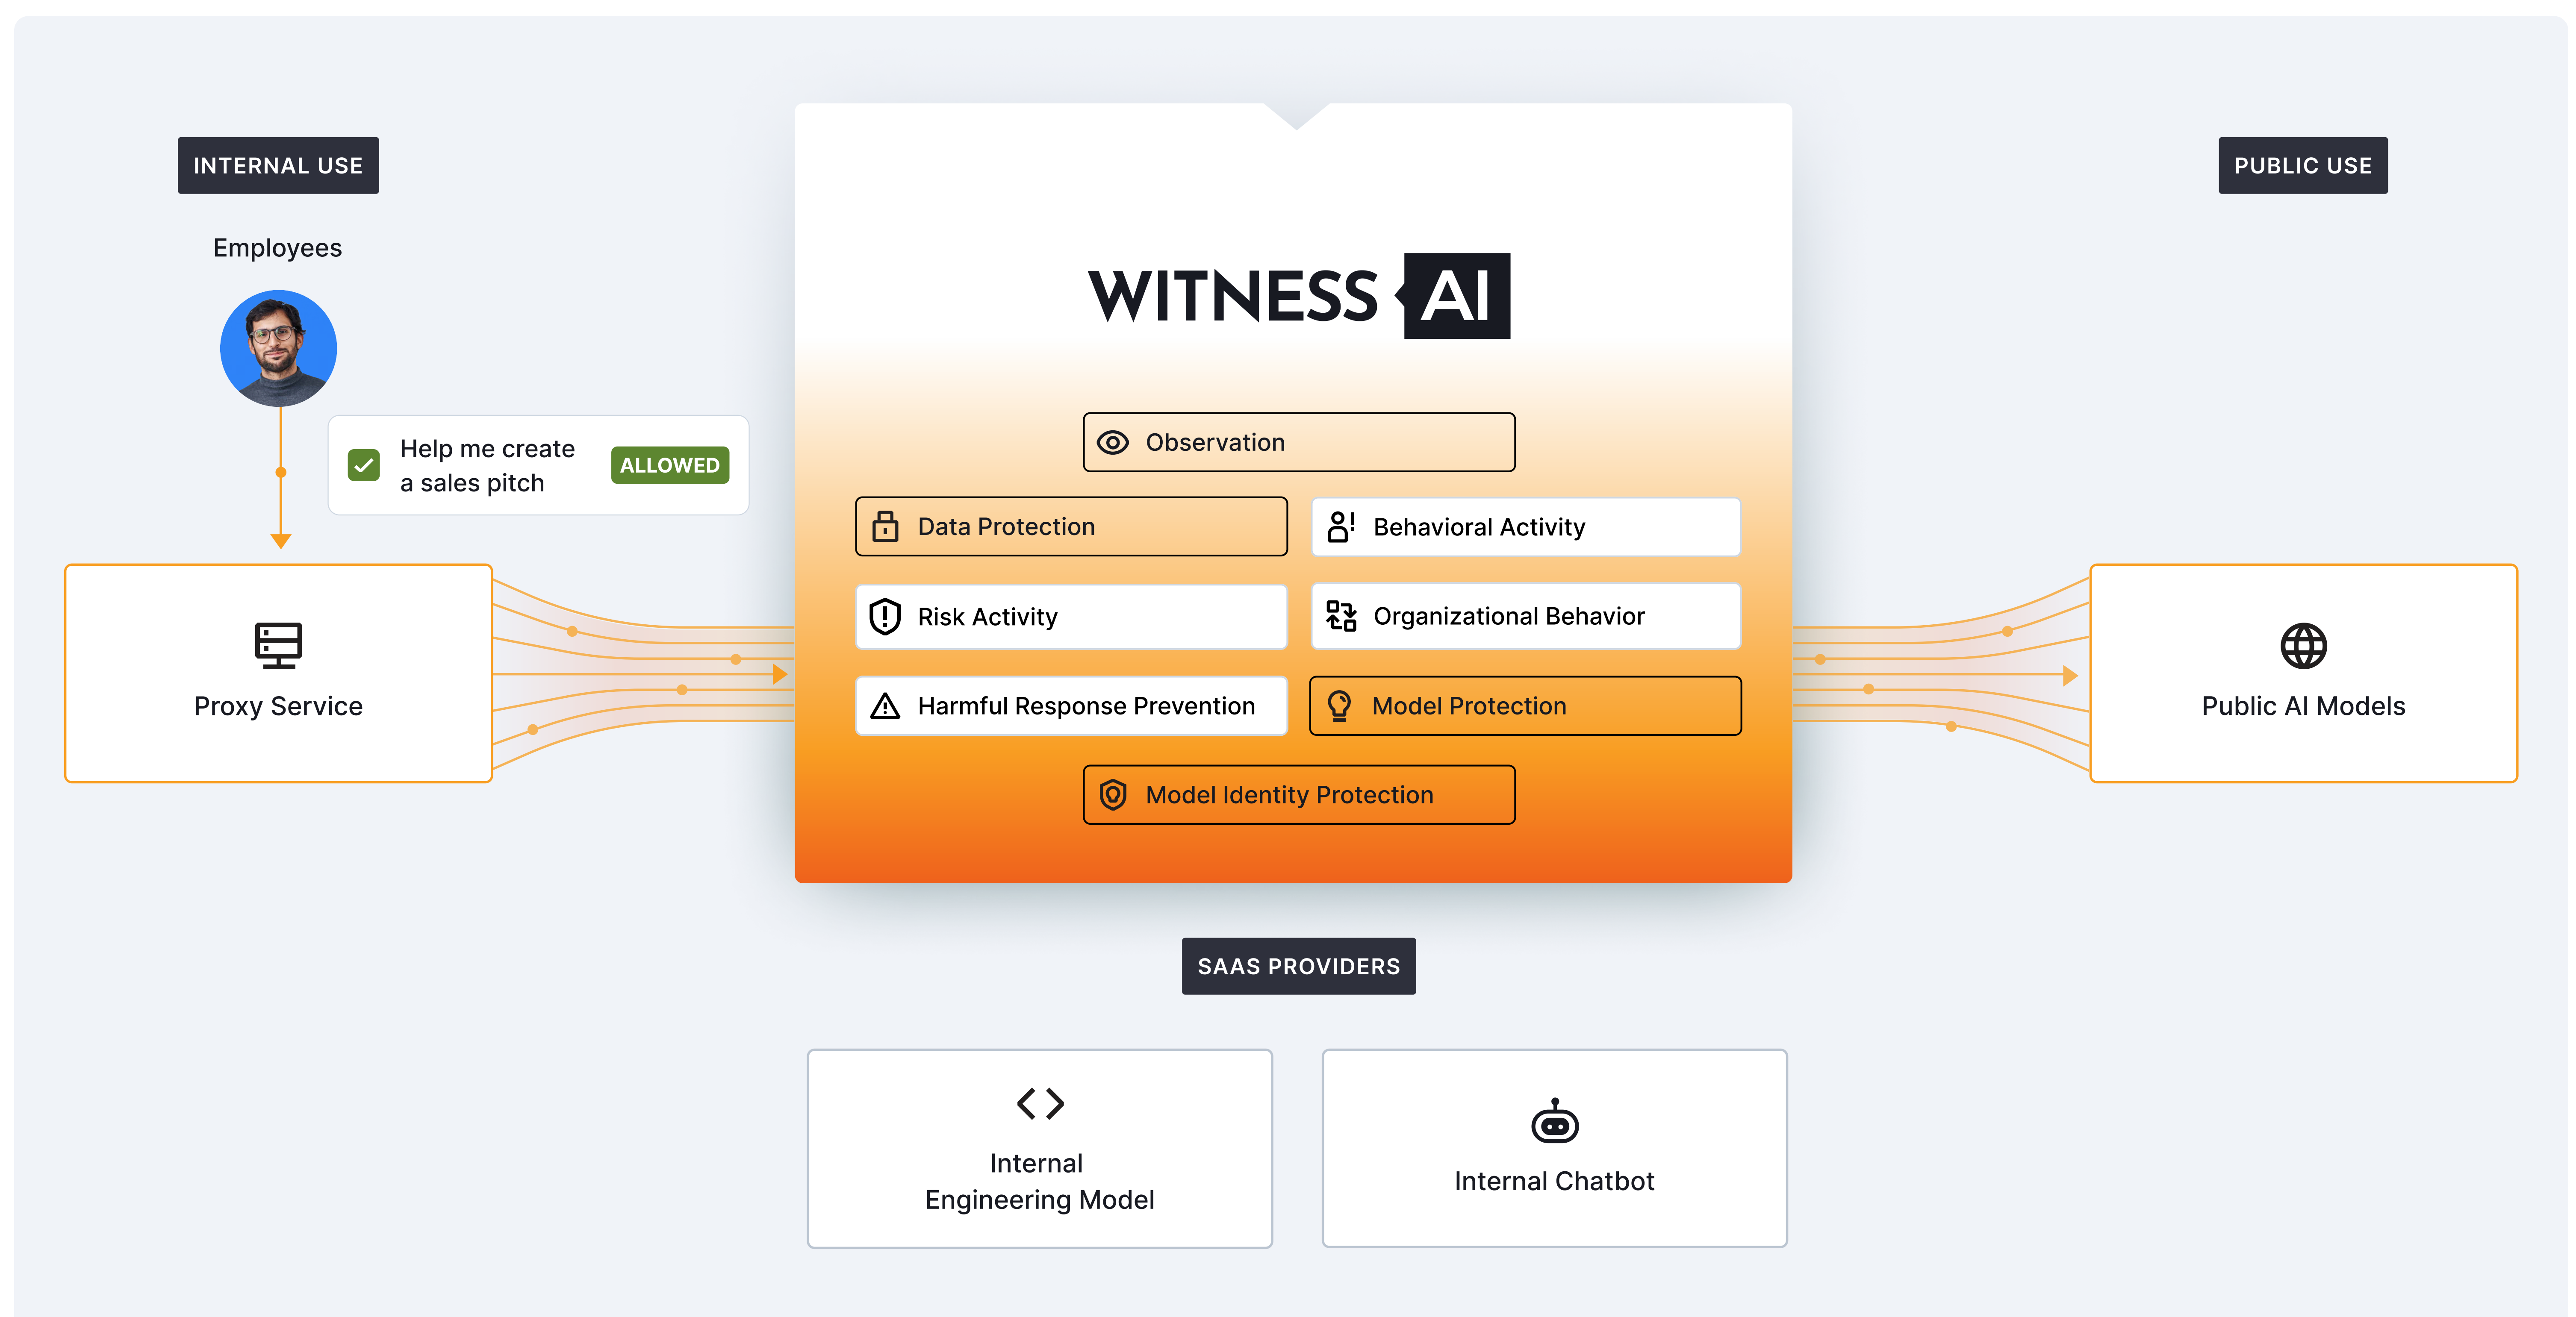 INTERNAL USE
Employees
Help me create
a sales pitch
ALLOWED
Proxy Service
WITNESS AI
Observation
Data Protection
Behavioral Activity
Risk Activity
Organizational Behavior
Harmful Response Prevention
Model Protection
Model Identity Protection
PUBLIC USE
Public AI Models
SAAS PROVIDERS
Internal
Engineering Model
Internal Chatbot